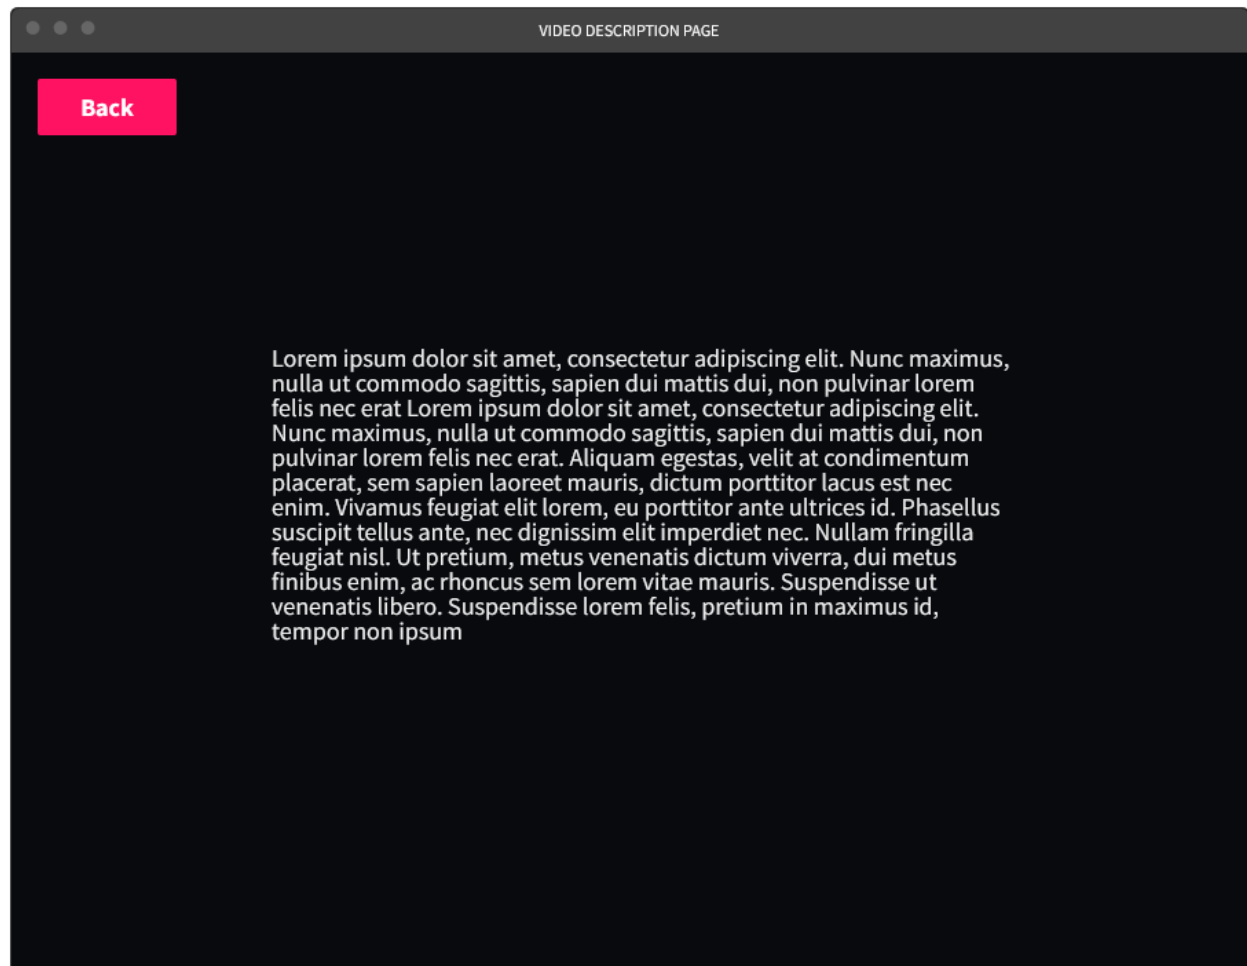 VIDEO DESCRIPTION PAGE
Back
Lorem ipsum dolor sit amet, consectetur adipiscing elit. Nunc maximus,
nulla ut commodo sagittis, sapien dui mattis dui, non pulvinar lorem
felis nec erat Lorem ipsum dolor sit amet, consectetur adipiscing elit.
Nunc maximus, nulla ut commodo sagittis, sapien dui mattis dui, non
pulvinar lorem felis nec erat. Aliquam egestas, velit at condimentum
placerat, sem sapien laoreet mauris, dictum porttitor lacus est nec
enim. Vivamus feugiat elit lorem, eu porttitor ante ultrices id. Phasellus
suscipit tellus ante, nec dignissim elit imperdiet nec. Nullam fringilla
feugiat nisl. Ut pretium, metus venenatis dictum viverra, dui metus
finibus enim, ac rhoncus sem lorem vitae mauris. Suspendisse ut
venenatis libero. Suspendisse lorem felis, pretium in maximus id,
tempor non ipsum